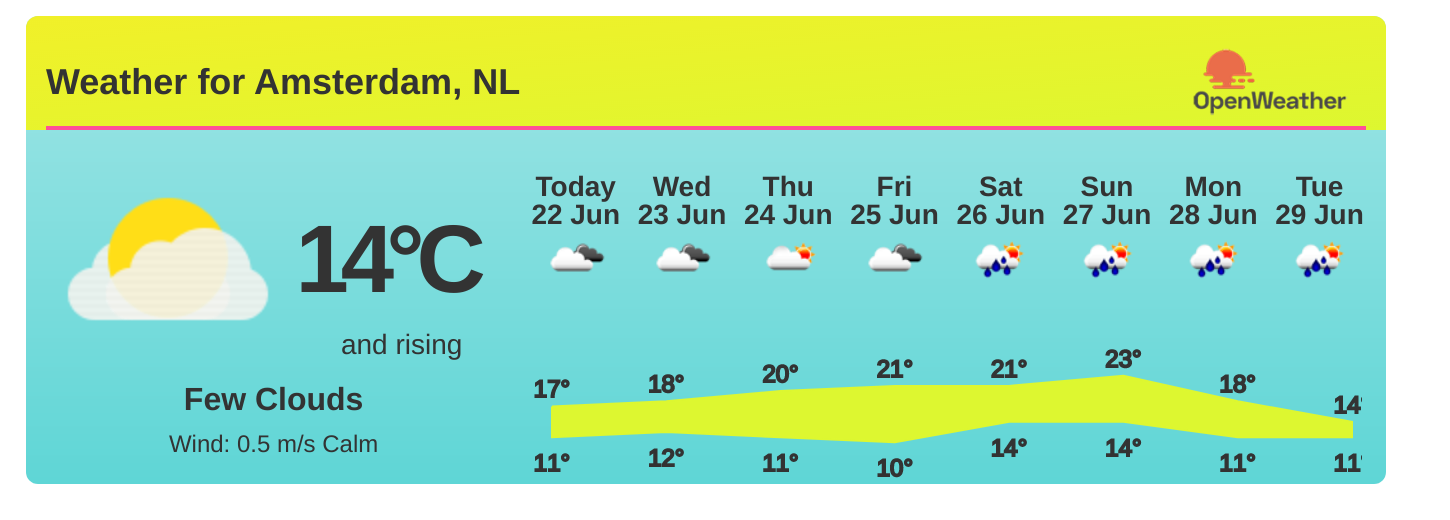 Weather for Amsterdam, NL
OpenWeather
14°C
and rising
Few Clouds
Wind: 0.5 m/s Calm
Today Wed Thu Fri Sat Sun Mon Tue
22 Jun 23 Jun 24 Jun 25 Jun 26 Jun 27 Jun 28 Jun 29 Jun
17° 18° 20° 21° 21° 23° 18° 14°
11° 12° 11° 10° 14° 14° 11° 11°